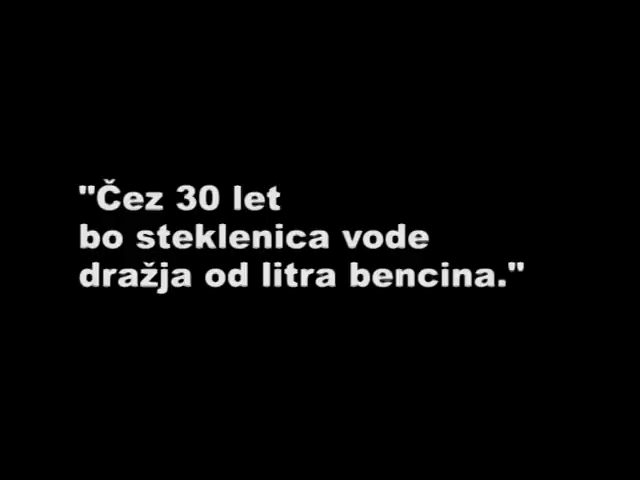 "Čez 30 let
bo steklenica vode
dražja od litra bencina."